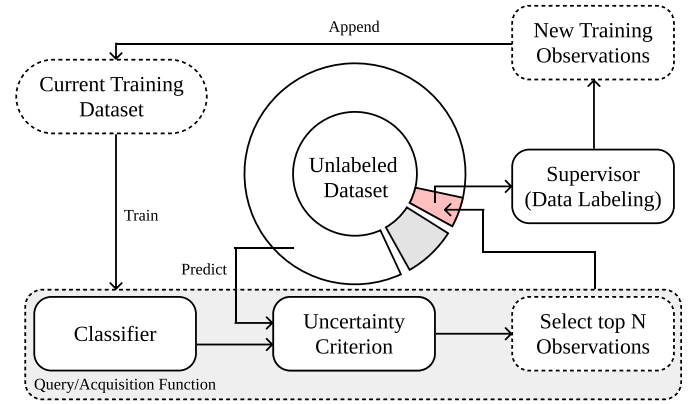 Append
New Training
Observations
Current Training
Dataset
Unlabeled
Dataset
Supervisor
(Data Labeling)
Train
Predict
Classifier
Uncertainty
Criterion
Select top N
Observations
Query/Acquisition Function